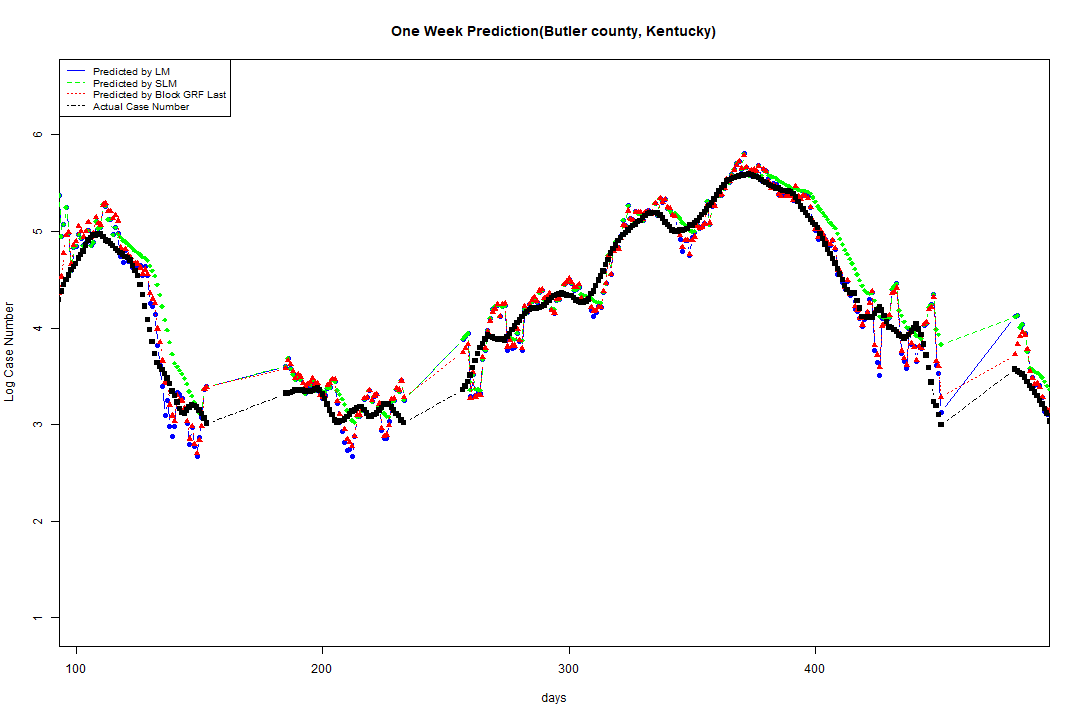 One Week Prediction(Butler county, Kentucky)
Predicted by LM
Predicted by SLM
Predicted by Block GRF Last
Actual Case Number
Log Case Number
6
5
4
3
2
1
100 200 300 400
days